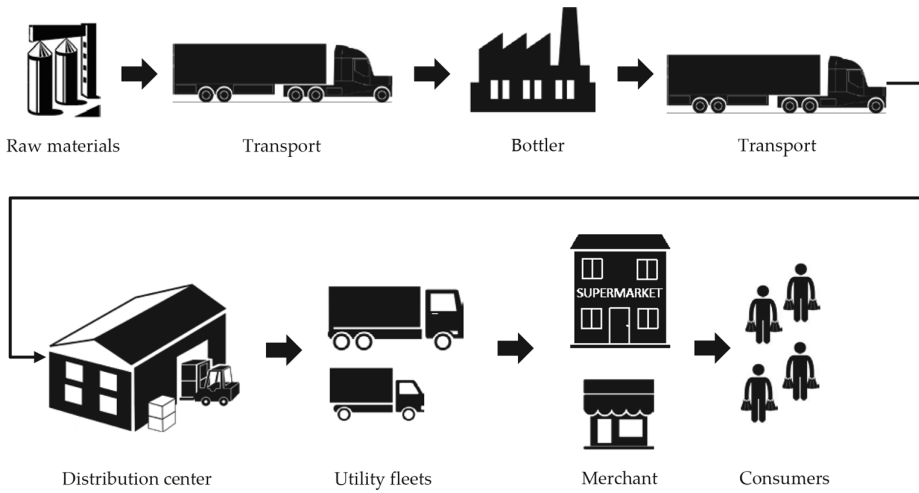 Raw materials
Transport
Bottler
Transport
SUPERMARKET
Distribution center
Utility fleets
Merchant
Consumers